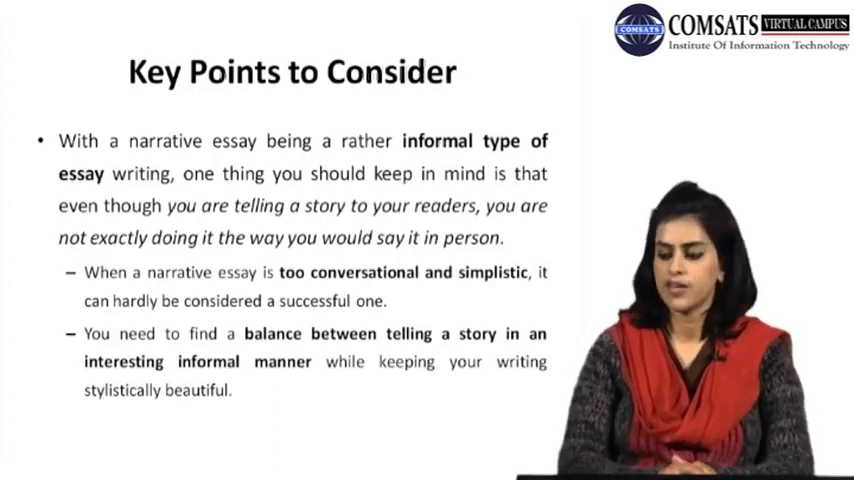 COMSATS VIRTUAL CAMPUS
COMSATS
Institute Of Information Technology
Key Points to Consider
• With a narrative essay being a rather informal type of
essay writing, one thing you should keep in mind is that
even though you are telling a story to your readers, you are
not exactly doing it the way you would say it in person.
– When a narrative essay is too conversational and simplistic, it
can hardly be considered a successful one.
– You need to find a balance between telling a story in an
interesting informal manner while keeping your writing
stylistically beautiful.